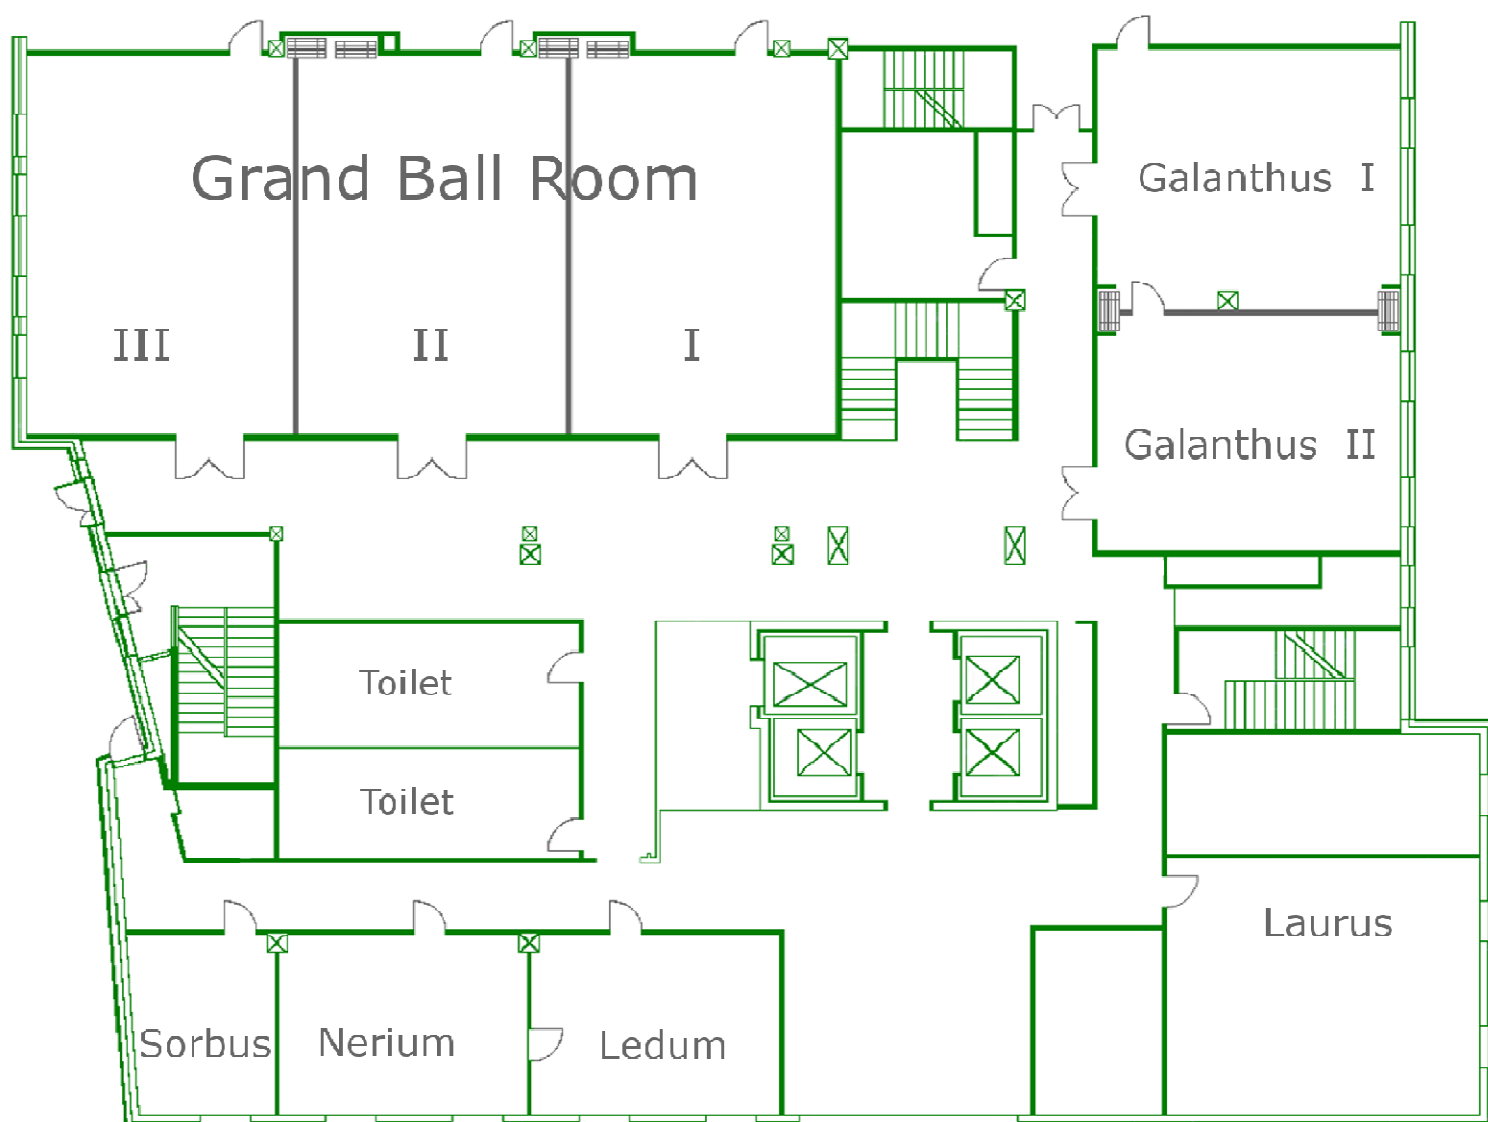 Grand Ball Room
III
II
I
Galanthus I
Galanthus II
Toilet
Toilet
Laurus
Sorbus
Nerium
Ledum